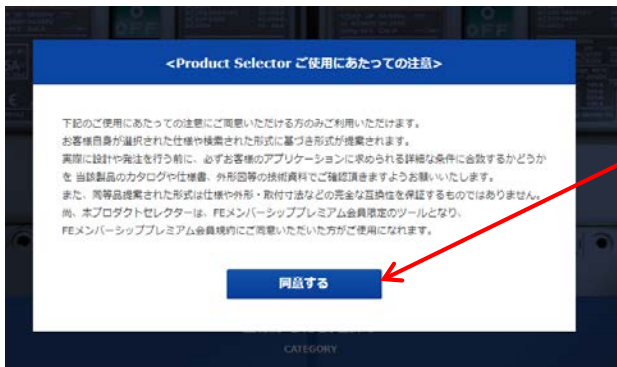 OFF
OFF
<Product Selector ご使用にあたっての注意>
下記のご使用にあたっての注意にご同意いただける方のみご利用いただけます。
お客様自身が選択された仕様や検索された形式に基づき形式が提案されます。
実際に設計や発注を行う前に、必ずお客様のアプリケーションに求められる詳細な条件に合致するかどうか
を 当該製品のカタログや仕様書、外形図等の技術資料でご確認頂きますようお願いいたします。
また、同等品提案された形式は仕様や外形・取付寸法などの完全な互換性を保証するものではありません。
尚、本プロダクトセレクターは、FEメンバーシッププレミアム会員限定のツールとなり、
FEメンバーシッププレミアム会員規約にご同意いただいた方がご使用になれます。
同意する
CATEGORY